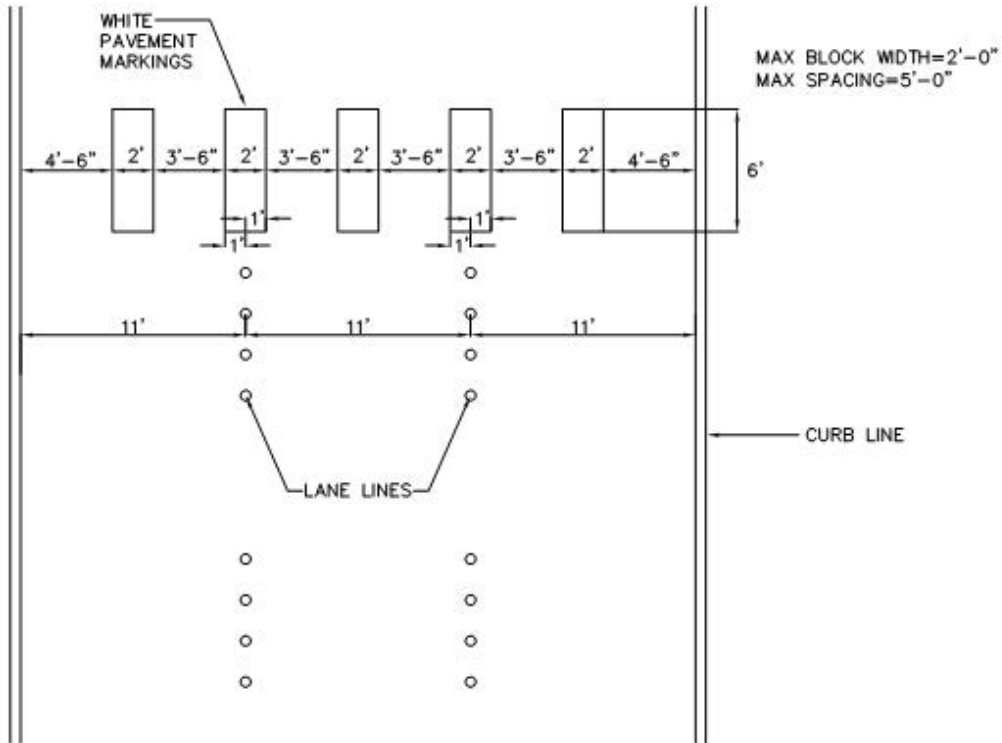 WHITE
PAVEMENT
MARKINGS
MAX BLOCK WIDTH=2'-0"
MAX SPACING=5'-0"
4'-6" 2' 3'-6" 2' 3'-6" 2' 3'-6" 2' 3'-6" 2' 4'-6"
6'
1' 1'
1' 1'
11' 11' 11'
CURB LINE
LANE LINES